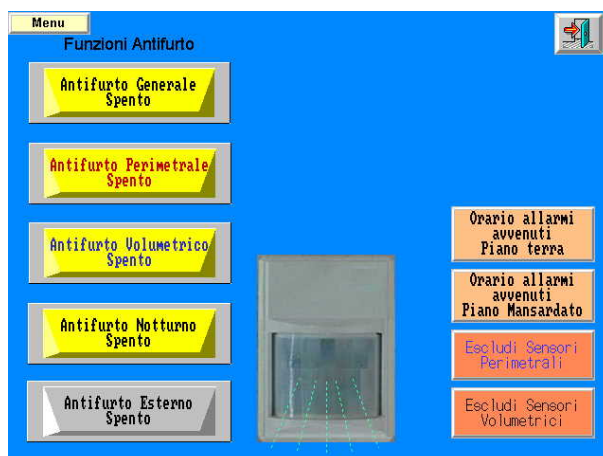 Menu
Funzioni Antifurto
Antifurto Generale
Spento
Antifurto Perimetrale
Spento
Antifurto Volumetrico
Spento
Antifurto Notturno
Spento
Antifurto Esterno
Spento
Orario allarmi
avvenuti
Piano terra
Orario allarmi
avvenuti
Piano Mansardato
Escludi Sensori
Perimetrali
Escludi Sensori
Volumetrici